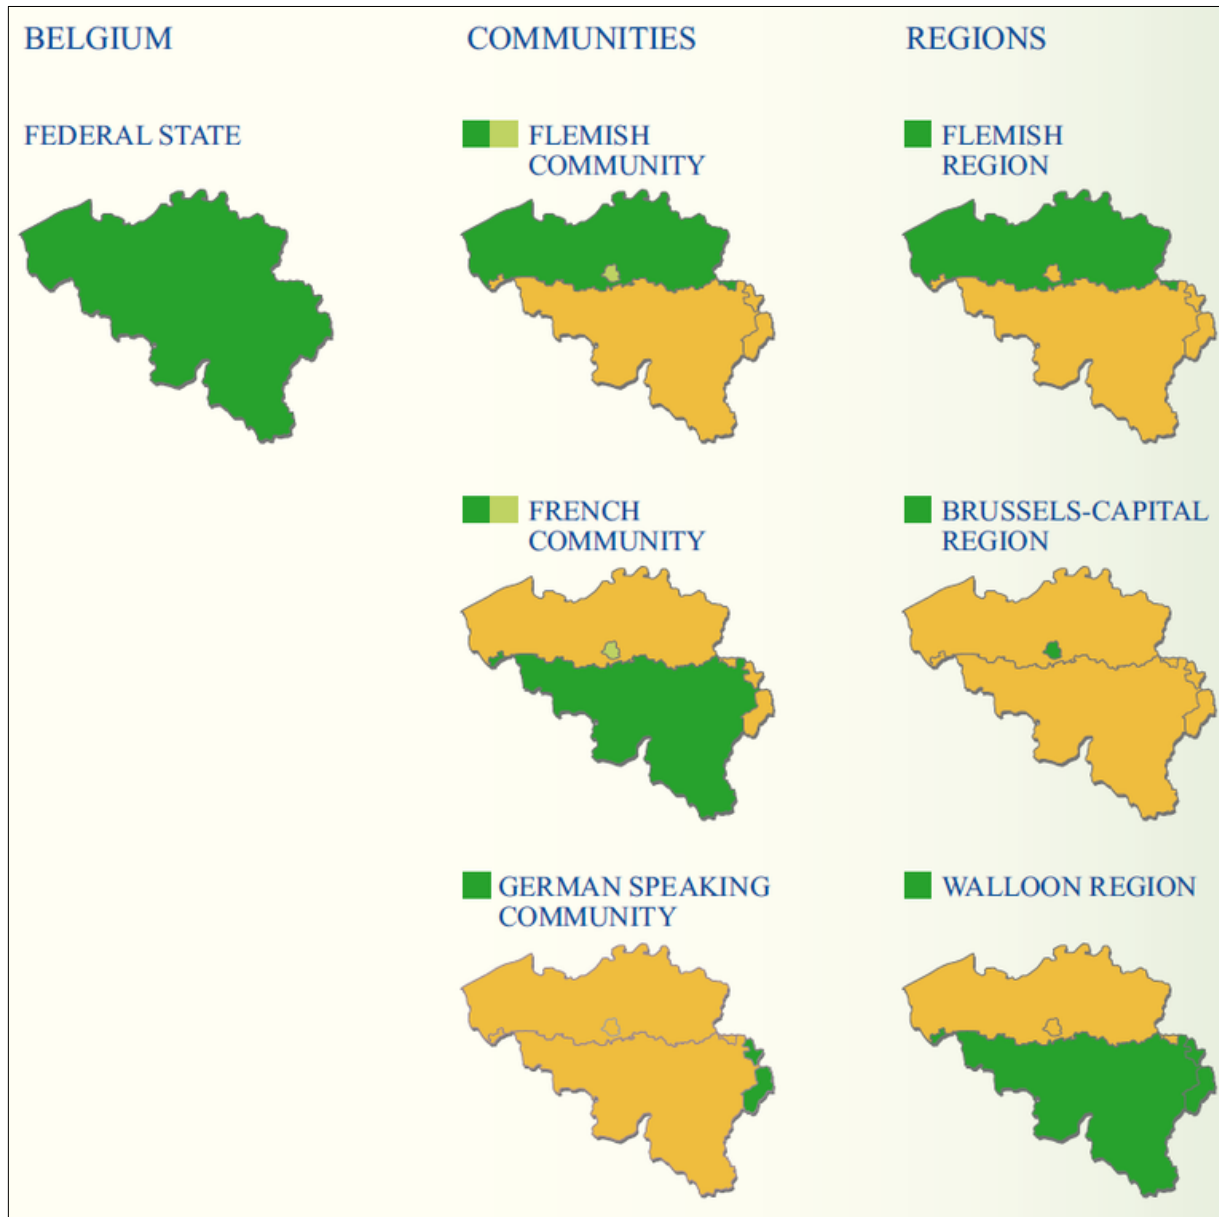 BELGIUM
COMMUNITIES
REGIONS
FEDERAL STATE
FLEMISH
COMMUNITY
FLEMISH
REGION
FRENCH
COMMUNITY
BRUSSELS-CAPITAL
REGION
GERMAN SPEAKING
COMMUNITY
WALLOON REGION